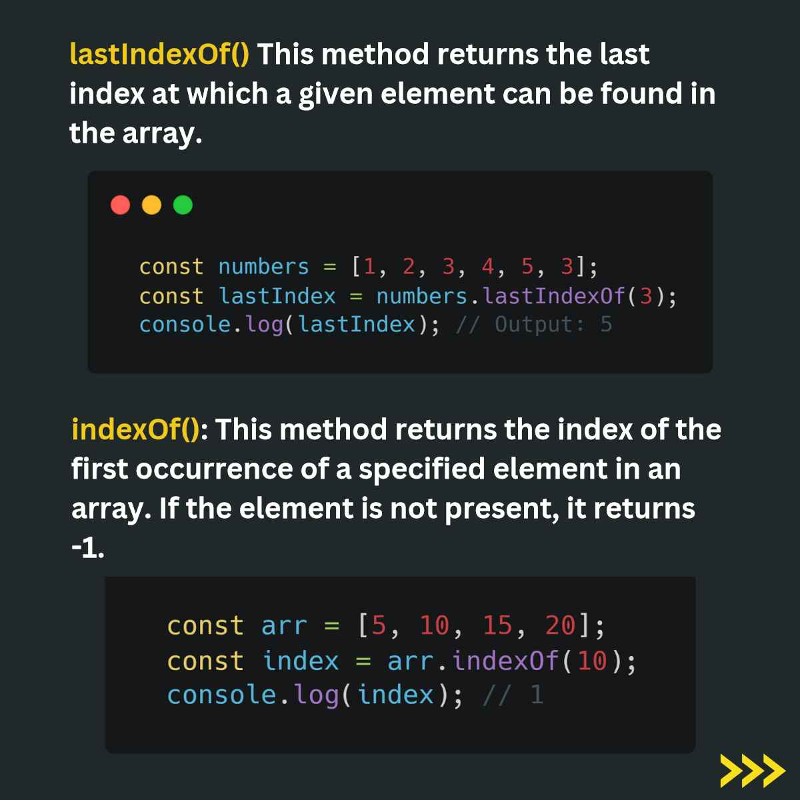 lastIndexOf() This method returns the last
index at which a given element can be found in
the array.
const numbers = [1, 2, 3, 4, 5, 3];
const lastIndex = numbers.lastIndexOf(3);
console.log(lastIndex); // Output: 5
indexOf(): This method returns the index of the
first occurrence of a specified element in an
array. If the element is not present, it returns
-1.
const arr = [5, 10, 15, 20];
const index = arr.indexOf(10);
console.log(index); // 1